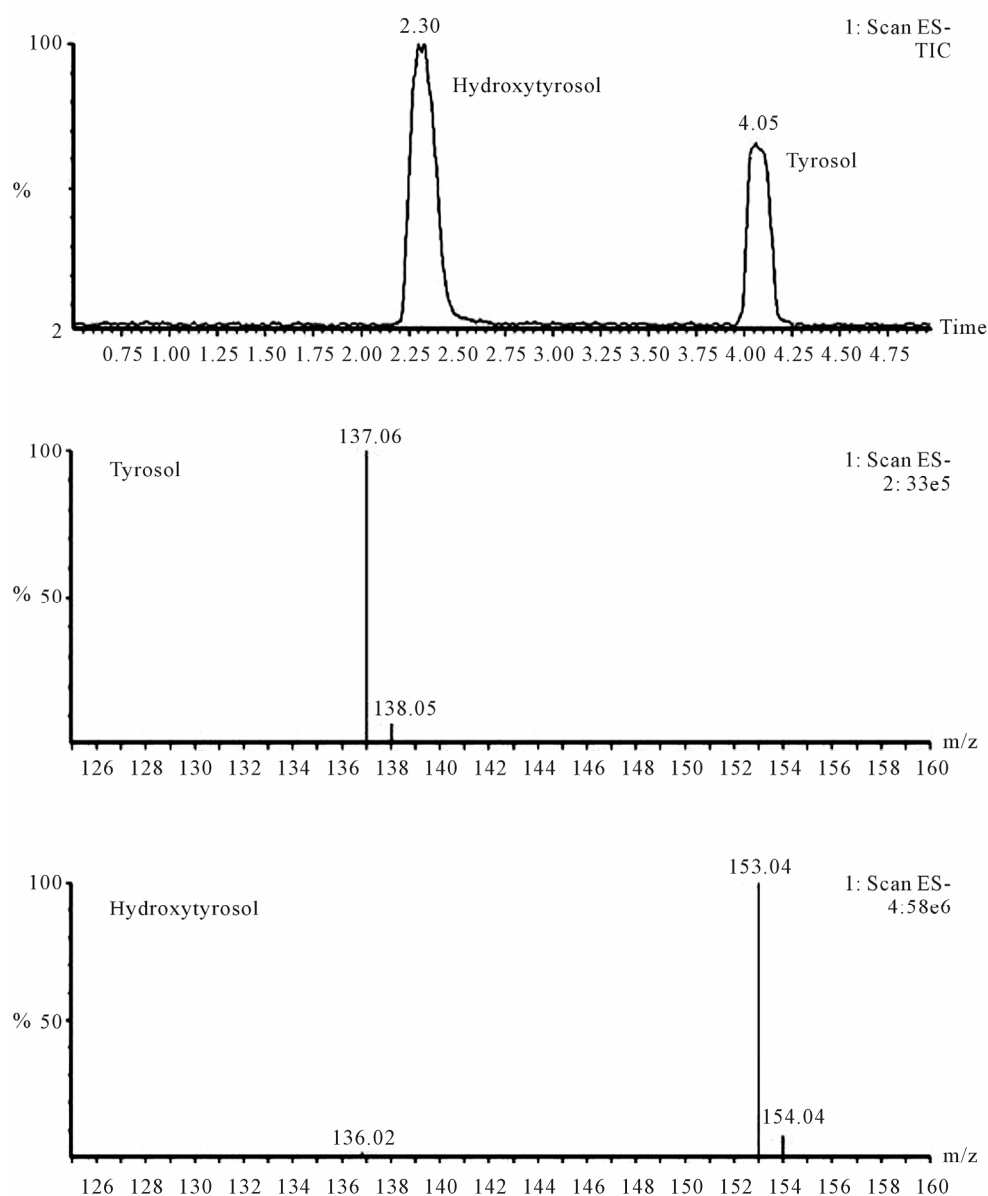 2.30
1: Scan ES-
TIC
100
Hydroxytyrosol
4.05
Tyrosol
%
2
Time
0.75 1.00 1.25 1.50 1.75 2.00 2.25 2.50 2.75 3.00 3.25 3.50 3.75 4.00 4.25 4.50 4.75
137.06
100
Tyrosol
1: Scan ES-
2: 33e5
% 50
138.05
m/z
126 128 130 132 134 136 138 140 142 144 146 148 150 152 154 156 158 160
153.04
100
Hydroxytyrosol
1: Scan ES-
4:58e6
% 50
154.04
136.02
m/z
126 128 130 132 134 136 138 140 142 144 146 148 150 152 154 156 158 160